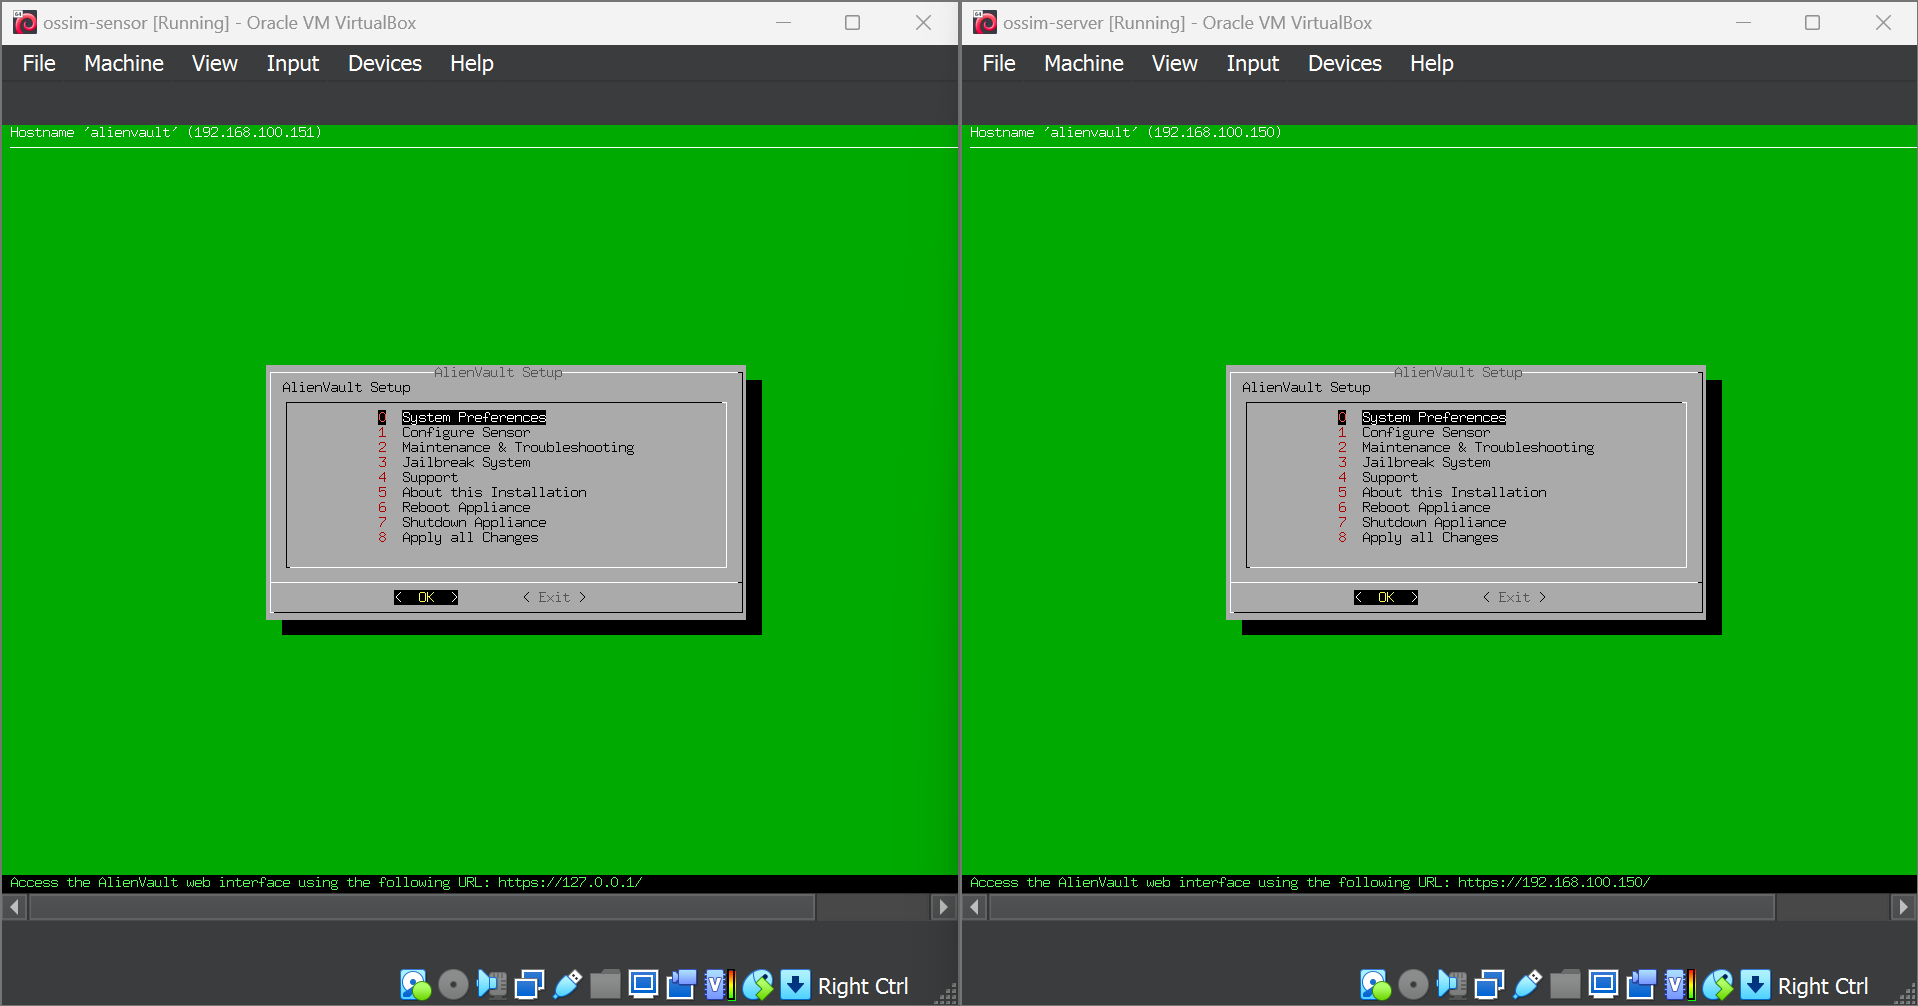 ossim-sensor [Running] - Oracle VM VirtualBox
File Machine View Input Devices Help
Hostname 'alienvault' (192.168.100.151)
AlienVault Setup
AlienVault Setup
0 System Preferences
1 Configure Sensor
2 Maintenance & Troubleshooting
3 Jailbreak System
4 Support
5 About this Installation
6 Reboot Appliance
7 Shutdown Appliance
8 Apply all Changes
< OK > < Exit >
Access the AlienVault web interface using the following URL: https://127.0.0.1/
Right Ctrl
ossim-server [Running] - Oracle VM VirtualBox
File Machine View Input Devices Help
Hostname 'alienvault' (192.168.100.150)
AlienVault Setup
AlienVault Setup
0 System Preferences
1 Configure Sensor
2 Maintenance & Troubleshooting
3 Jailbreak System
4 Support
5 About this Installation
6 Reboot Appliance
7 Shutdown Appliance
8 Apply all Changes
< OK > < Exit >
Access the AlienVault web interface using the following URL: https://192.168.100.150/
Right Ctrl